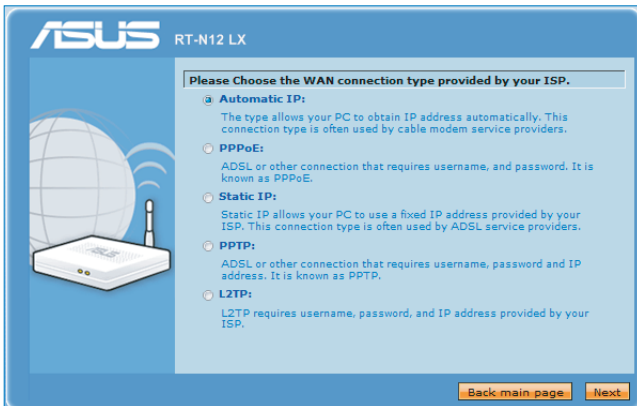 ASUS RT-N12 LX
Please Choose the WAN connection type provided by your ISP.
Automatic IP:
The type allows your PC to obtain IP address automatically. This
connection type is often used by cable modem service providers.
PPPoE:
ADSL or other connection that requires username, and password. It is
known as PPPoE.
Static IP:
Static IP allows your PC to use a fixed IP address provided by your
ISP. This connection type is often used by ADSL service providers.
PPTP:
ADSL or other connection that requires username, password and IP
address. It is known as PPTP.
L2TP:
L2TP requires username, password, and IP address provided by your
ISP.
Back main page Next